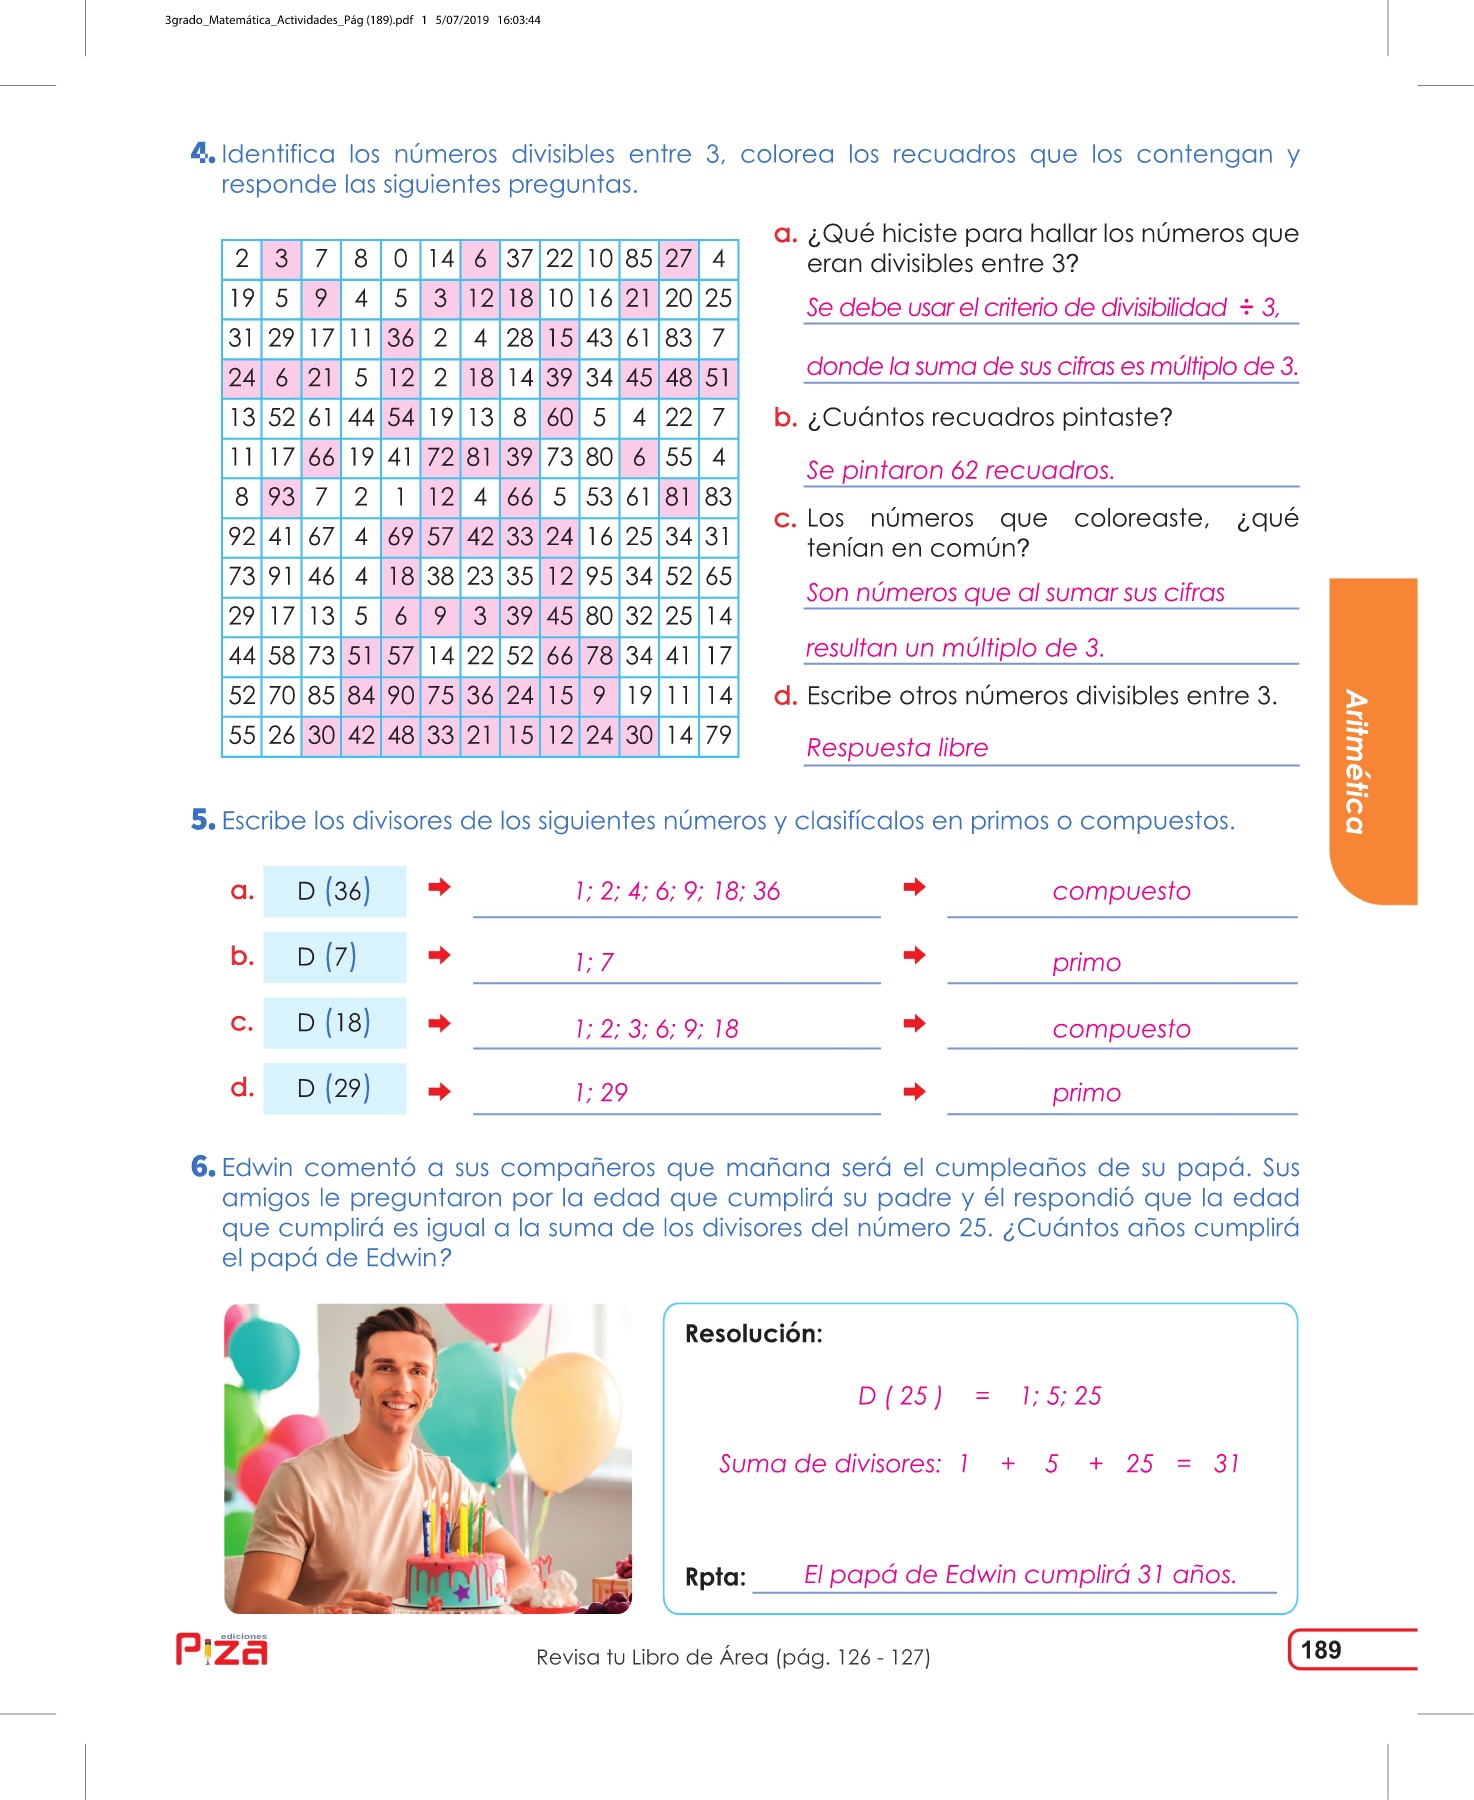 3grado_Matemática_Actividades_Pág (189).pdf 1 5/07/2019 16:03:44
4. Identifica los números divisibles entre 3, colorea los recuadros que los contengan y
responde las siguientes preguntas.
2 3 7 8 0 14 6 37 22 10 85 27 4
19 5 9 4 5 3 12 18 10 16 21 20 25
31 29 17 11 36 2 4 28 15 43 61 83 7
24 6 21 5 12 2 18 14 39 34 45 48 51
13 52 61 44 54 19 13 8 60 5 4 22 7
11 17 66 19 41 72 81 39 73 80 6 55 4
8 93 7 2 1 12 4 66 5 53 61 81 83
92 41 67 4 69 57 42 33 24 16 25 34 31
73 91 46 4 18 38 23 35 12 95 34 52 65
29 17 13 5 6 9 3 39 45 80 32 25 14
44 58 73 51 57 14 22 52 66 78 34 41 17
52 70 85 84 90 75 36 24 15 9 19 11 14
55 26 30 42 48 33 21 15 12 24 30 14 79
a. ¿Qué hiciste para hallar los números que
eran divisibles entre 3?
Se debe usar el criterio de divisibilidad ÷ 3,
donde la suma de sus cifras es múltiplo de 3.
b. ¿Cuántos recuadros pintaste?
Se pintaron 62 recuadros.
c. Los números que coloreaste, ¿qué
tenían en común?
Son números que al sumar sus cifras
resultan un múltiplo de 3.
d. Escribe otros números divisibles entre 3.
Respuesta libre
Aritmética
5. Escribe los divisores de los siguientes números y clasifícalos en primos o compuestos.
a. D (36) 1; 2; 4; 6; 9; 18; 36 compuesto
b. D (7) 1; 7 primo
c. D (18) 1; 2; 3; 6; 9; 18 compuesto
d. D (29) 1; 29 primo
6. Edwin comentó a sus compañeros que mañana será el cumpleaños de su papá. Sus
amigos le preguntaron por la edad que cumplirá su padre y él respondió que la edad
que cumplirá es igual a la suma de los divisores del número 25. ¿Cuántos años cumplirá
el papá de Edwin?
Resolución:
D ( 25 ) = 1; 5; 25
Suma de divisores: 1 + 5 + 25 = 31
Rpta: El papá de Edwin cumplirá 31 años.
ediciones
Piza
Revisa tu Libro de Área (pág. 126 - 127)
189